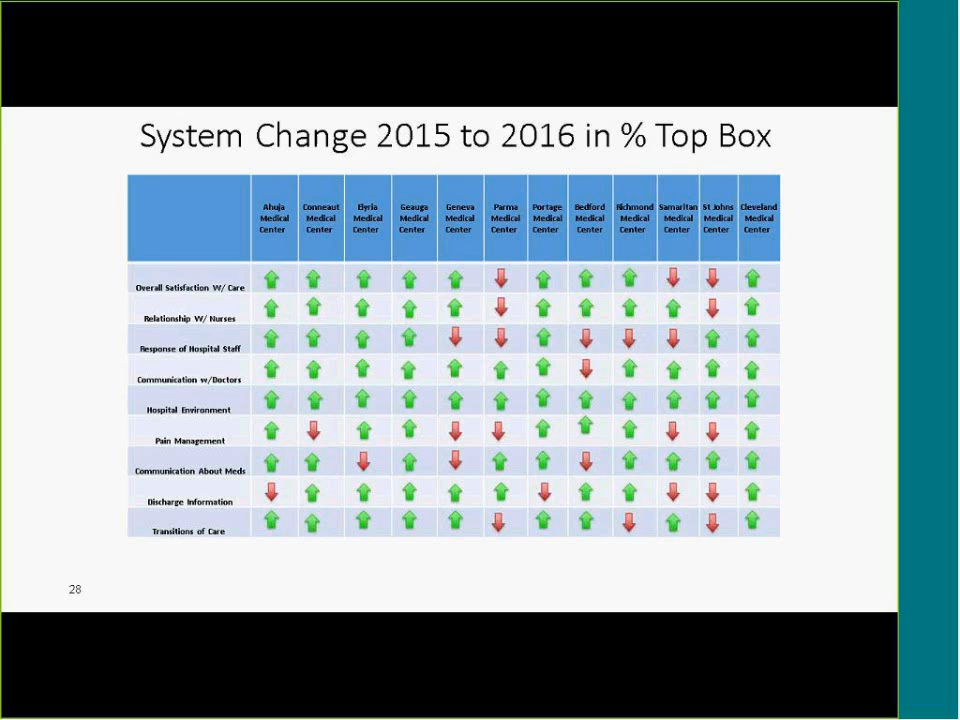 System Change 2015 to 2016 in % Top Box
Ahuja Medical Center
Conneaut Medical Center
Elyria Medical Center
Geauga Medical Center
Geneva Medical Center
Parma Medical Center
Portage Medical Center
Bedford Medical Center
Richmond Medical Center
Samaritan Medical Center
St Johns Medical Center
Cleveland Medical Center
Overall Satisfaction W/ Care
Relationship W/ Nurses
Response of Hospital Staff
Communication w/Doctors
Hospital Environment
Pain Management
Communication About Meds
Discharge Information
Transitions of Care
28